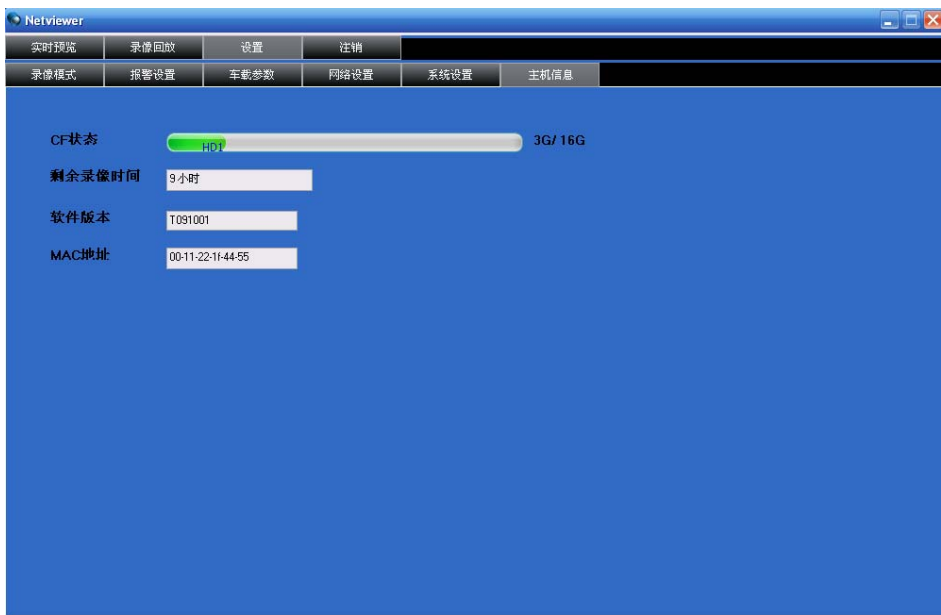 Netviewer
实时预览 录像回放 设置 注销
录像模式 报警设置 车载参数 网络设置 系统设置 主机信息
CF状态 HD1 3G/16G
剩余录像时间 9小时
软件版本 T091001
MAC地址 00-11-22-1f-44-55